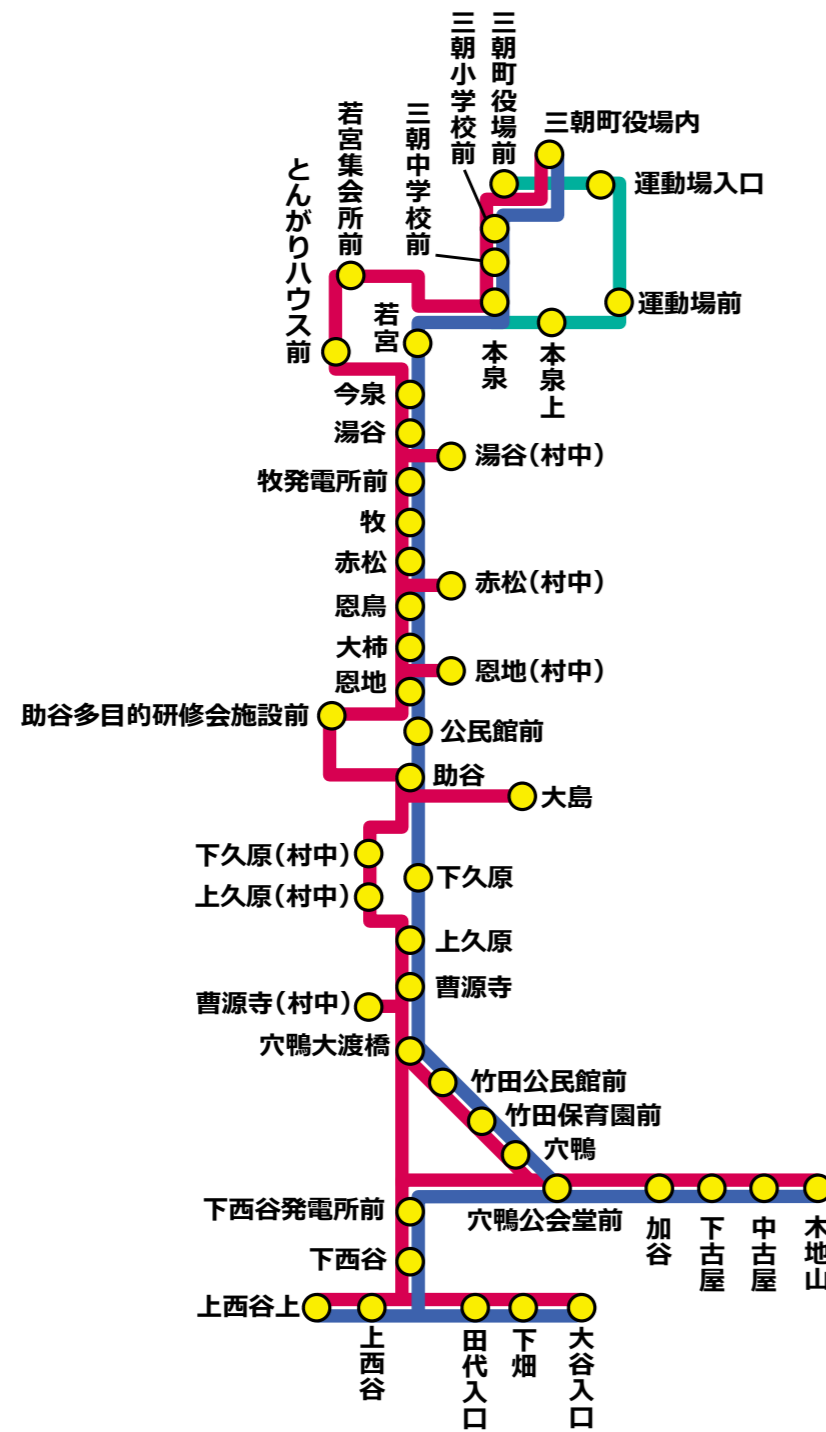 三朝小学校前
三朝町役場前
三朝町役場内
若宮集会所前
三朝中学校前
とんがりハウス前
運動場入口
運動場前
若宮
本泉
本泉上
今泉
湯谷
湯谷（村中）
牧発電所前
牧
赤松
赤松（村中）
恩鳥
大柿
恩地（村中）
恩地
助谷多目的研修会施設前
公民館前
助谷
大島
下久原（村中）
下久原
上久原（村中）
上久原
曹源寺
曹源寺（村中）
穴鴨大渡橋
竹田公民館前
竹田保育園前
穴鴨
下西谷発電所前
穴鴨公会堂前
加谷
下古屋
中古屋
木地山
下西谷
上西谷上
上西谷
田代入口
下畑
大谷入口